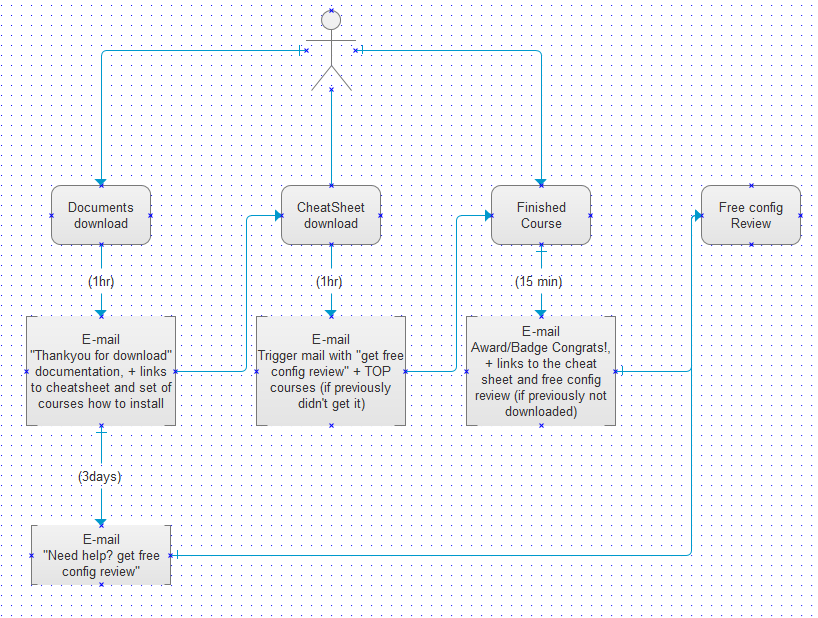 Documents
download
CheatSheet
download
Finished
Course
Free config
Review
(1hr)
(1hr)
(15 min)
E-mail
"Thankyou for download"
documentation, + links
to cheatsheet and set of
courses how to install
E-mail
Trigger mail with "get free
config review" + TOP
courses (if previously
didn't get it)
E-mail
Award/Badge Congrats!,
+ links to the cheat
sheet and free config
review (if previously not
downloaded)
(3days)
E-mail
"Need help? get free
config review"